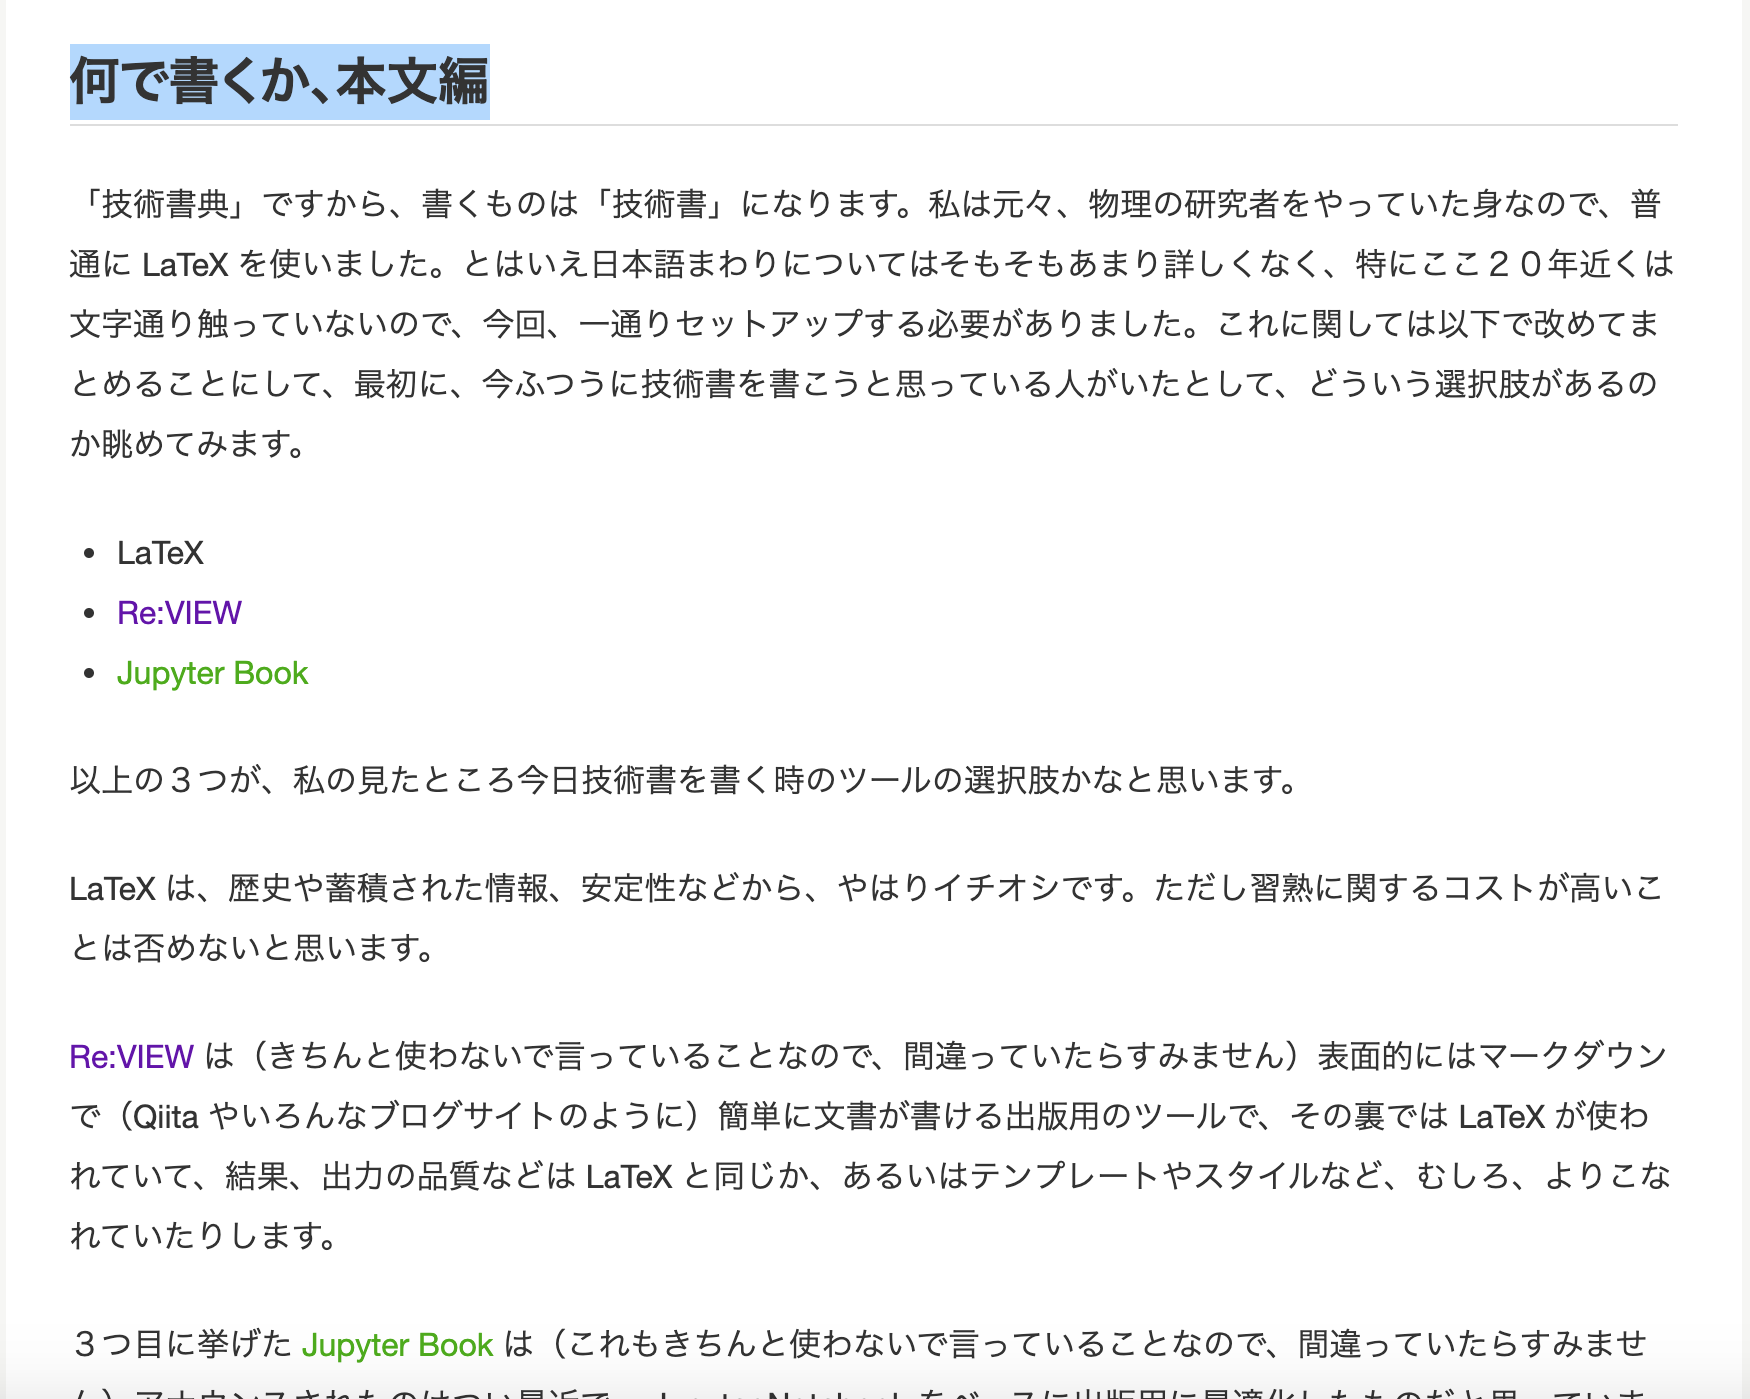 何で書くか、本文編
「技術書典」ですから、書くものは「技術書」になります。私は元々、物理の研究者をやっていた身なので、普
通に LaTeX を使いました。とはいえ日本語まわりについてはそもそもあまり詳しくなく、特にここ２０年近くは
文字通り触っていないので、今回、一通りセットアップする必要がありました。これに関しては以下で改めてま
とめることにして、最初に、今ふつうに技術書を書こうと思っている人がいたとして、どういう選択肢があるの
か眺めてみます。
• LaTeX
• Re:VIEW
• Jupyter Book
以上の３つが、私の見たところ今日技術書を書く時のツールの選択肢かなと思います。
LaTeX は、歴史や蓄積された情報、安定性などから、やはりイチオシです。ただし習熟に関するコストが高いこ
とは否めないと思います。
Re:VIEW は（きちんと使わないで言っていることなので、間違っていたらすみません）表面的にはマークダウン
で（Qiita やいろんなブログサイトのように）簡単に文書が書ける出版用のツールで、その裏では LaTeX が使わ
れていて、結果、出力の品質などは LaTeX と同じか、あるいはテンプレートやスタイルなど、むしろ、よりこな
れていたりします。
３つ目に挙げた Jupyter Book は（これもきちんと使わないで言っていることなので、間違っていたらすみませ